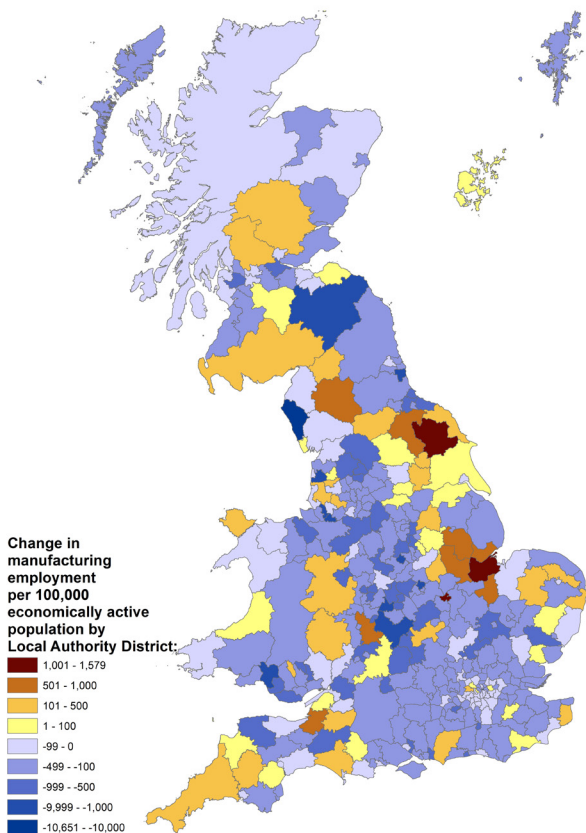 Change in
manufacturing
employment
per 100,000
economically active
population by
Local Authority District:
1,001 - 1,579
501 - 1,000
101 - 500
1 - 100
-99 - 0
-499 - -100
-999 - -500
-9,999 - -1,000
-10,651 - -10,000